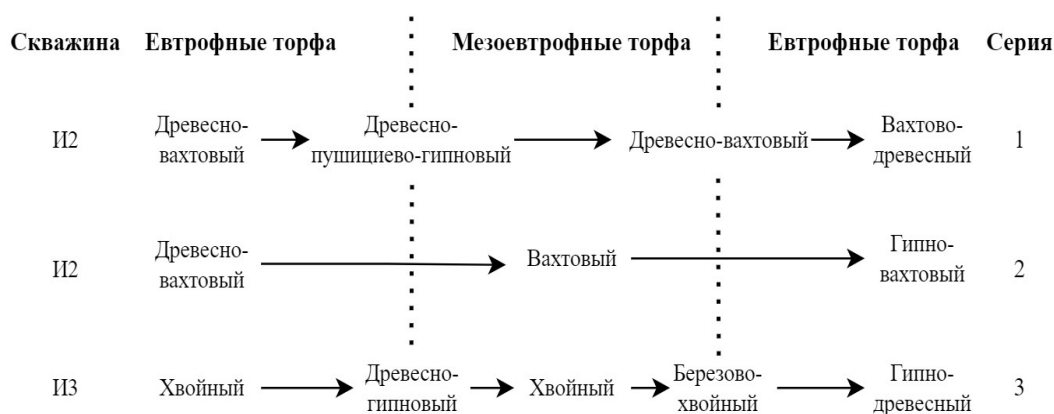 Скважина Евтрофные торфа Мезоевтрофные торфа Евтрофные торфа Серия
И2 Древесно-вахтовый Древесно-пушициево-гипновый Древесно-вахтовый Вахтово-древесный 1
И2 Древесно-вахтовый Вахтовый Гипно-вахтовый 2
И3 Хвойный Древесно-гипновый Хвойный Березово-хвойный Гипно-древесный 3